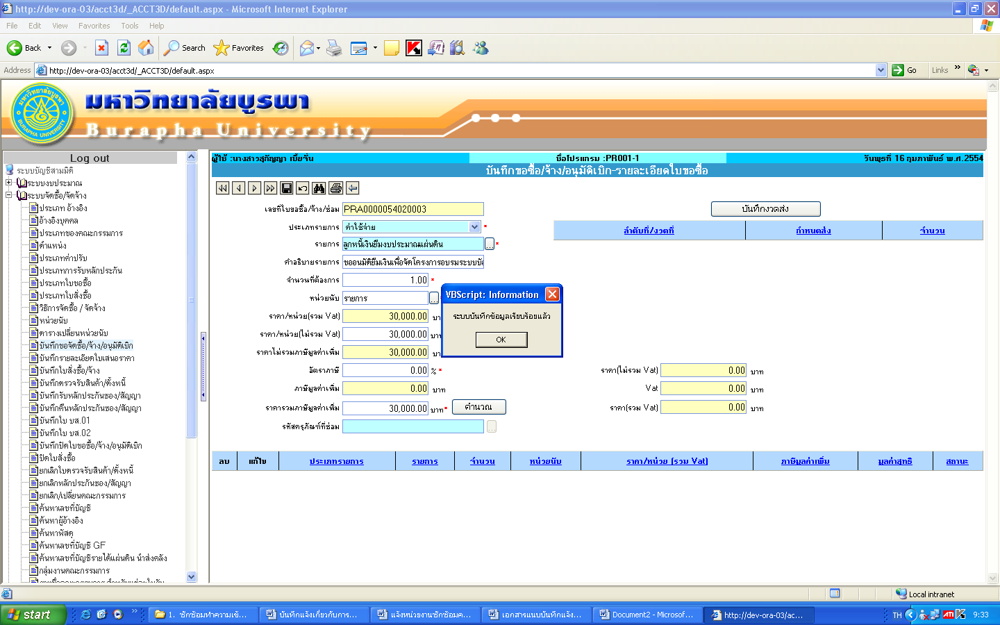 http://dev-ora-03/acct3d/_ACCT3D/default.aspx - Microsoft Internet Explorer
File Edit View Favorites Tools Help
Back Search Favorites
Address http://dev-ora-03/acct3d/_ACCT3D/default.aspx Go Links
มหาวิทยาลัยบูรพา
Burapha University
มหาวิทยาลัยบูรพา
BURAPHA UNIVERSITY
Log out
ระบบบัญชีสามมิติ
ระบบงบประมาณ
ระบบจัดซื้อ/จัดจ้าง
ประเภท อ้างอิง
อ้างอิงบุคคล
ประเภทของคณะกรรมการ
ตำแหน่ง
ประเภทค่าปรับ
ประเภทการรับหลักประกัน
ประเภทใบขอซื้อ
ประเภทใบสั่งซื้อ
วิธีการจัดซื้อ / จัดจ้าง
หน่วยนับ
ตารางเปลี่ยนหน่วยนับ
บันทึกขอจัดซื้อ/จ้าง/อนุมัติเบิก
บันทึกรายละเอียดใบเสนอราคา
บันทึกใบสั่งซื้อ/จ้าง
บันทึกตรวจรับสินค้า/ตั้งหนี้
บันทึกรับหลักประกันซอง/สัญญา
บันทึกคืนหลักประกันซอง/สัญญา
บันทึกใบ บส.01
บันทึกใบ บส.02
บันทึกปิดใบขอซื้อ/จ้าง/อนุมัติเบิก
ปิดใบสั่งซื้อ
ยกเลิกใบตรวจรับสินค้า/ตั้งหนี้
ยกเลิกหลักประกันซอง/สัญญา
ยกเลิก/เปลี่ยนคณะกรรมการ
ค้นหาเลขที่บัญชี
ค้นหาผู้อ้างอิง
ค้นหาพัสดุ
ค้นหาเลขที่บัญชี GF
ค้นหาเลขที่บัญชีรายได้แผ่นดิน นำส่งคลัง
กลุ่มงานคณะกรรมการ
ผู้ใช้ :นางสาวสุกัญญา เบี้ยจั่น ชื่อโปรแกรม :PR001-1 วันพุธที่ 16 กุมภาพันธ์ พ.ศ.2554
บันทึกขอซื้อ/จ้าง/อนุมัติเบิก-รายละเอียดใบขอซื้อ
เลขที่ใบขอซื้อ/จ้าง/ซ่อม PRA0000054020003
บันทึกงวดส่ง
ประเภทรายการ ค่าใช้จ่าย *
ลำดับที่/งวดที่ กำหนดส่ง จำนวน
รายการ ลูกหนี้เงินยืมงบประมาณแผ่นดิน ... *
คำอธิบายรายการ ขออนมัติยืมเงินเพื่อจัดโครงการอบรมระบบบัญ
จำนวนที่ต้องการ 1.00 *
หน่วยนับ รายการ ...
ราคา/หน่วย(รวม Vat) 30,000.00 บา
ราคา/หน่วย(ไม่รวม Vat) 30,000.00 บา
ราคาไม่รวมภาษีมูลค่าเพิ่ม 30,000.00 บา
อัตราภาษี 0.00 % *
ภาษีมูลค่าเพิ่ม 0.00 บาท
ราคารวมภาษีมูลค่าเพิ่ม 30,000.00 บาท* คำนวณ
รหัสครุภัณฑ์ที่ซ่อม ...
ราคา(ไม่รวม Vat) 0.00 บาท
Vat 0.00 บาท
ราคา(รวม Vat) 0.00 บาท
VBScript: Information
ระบบบันทึกข้อมูลเรียบร้อยแล้ว
OK
ลบ แก้ไข ประเภทรายการ รายการ จำนวน หน่วยนับ ราคา/หน่วย (รวม Vat) ภาษีมูลค่าเพิ่ม มูลค่าสุทธิ สถานะ
Local intranet
start 1. ซักซ้อมทำความเข้... บันทึกแจ้งเกี่ยวกับการ... แจ้งหน่วยงานซักซ้อมค... เอกสารแนบบันทึกแจ้ง... Document2 - Microsof... http://dev-ora-03/ac... TH ATI 9:33